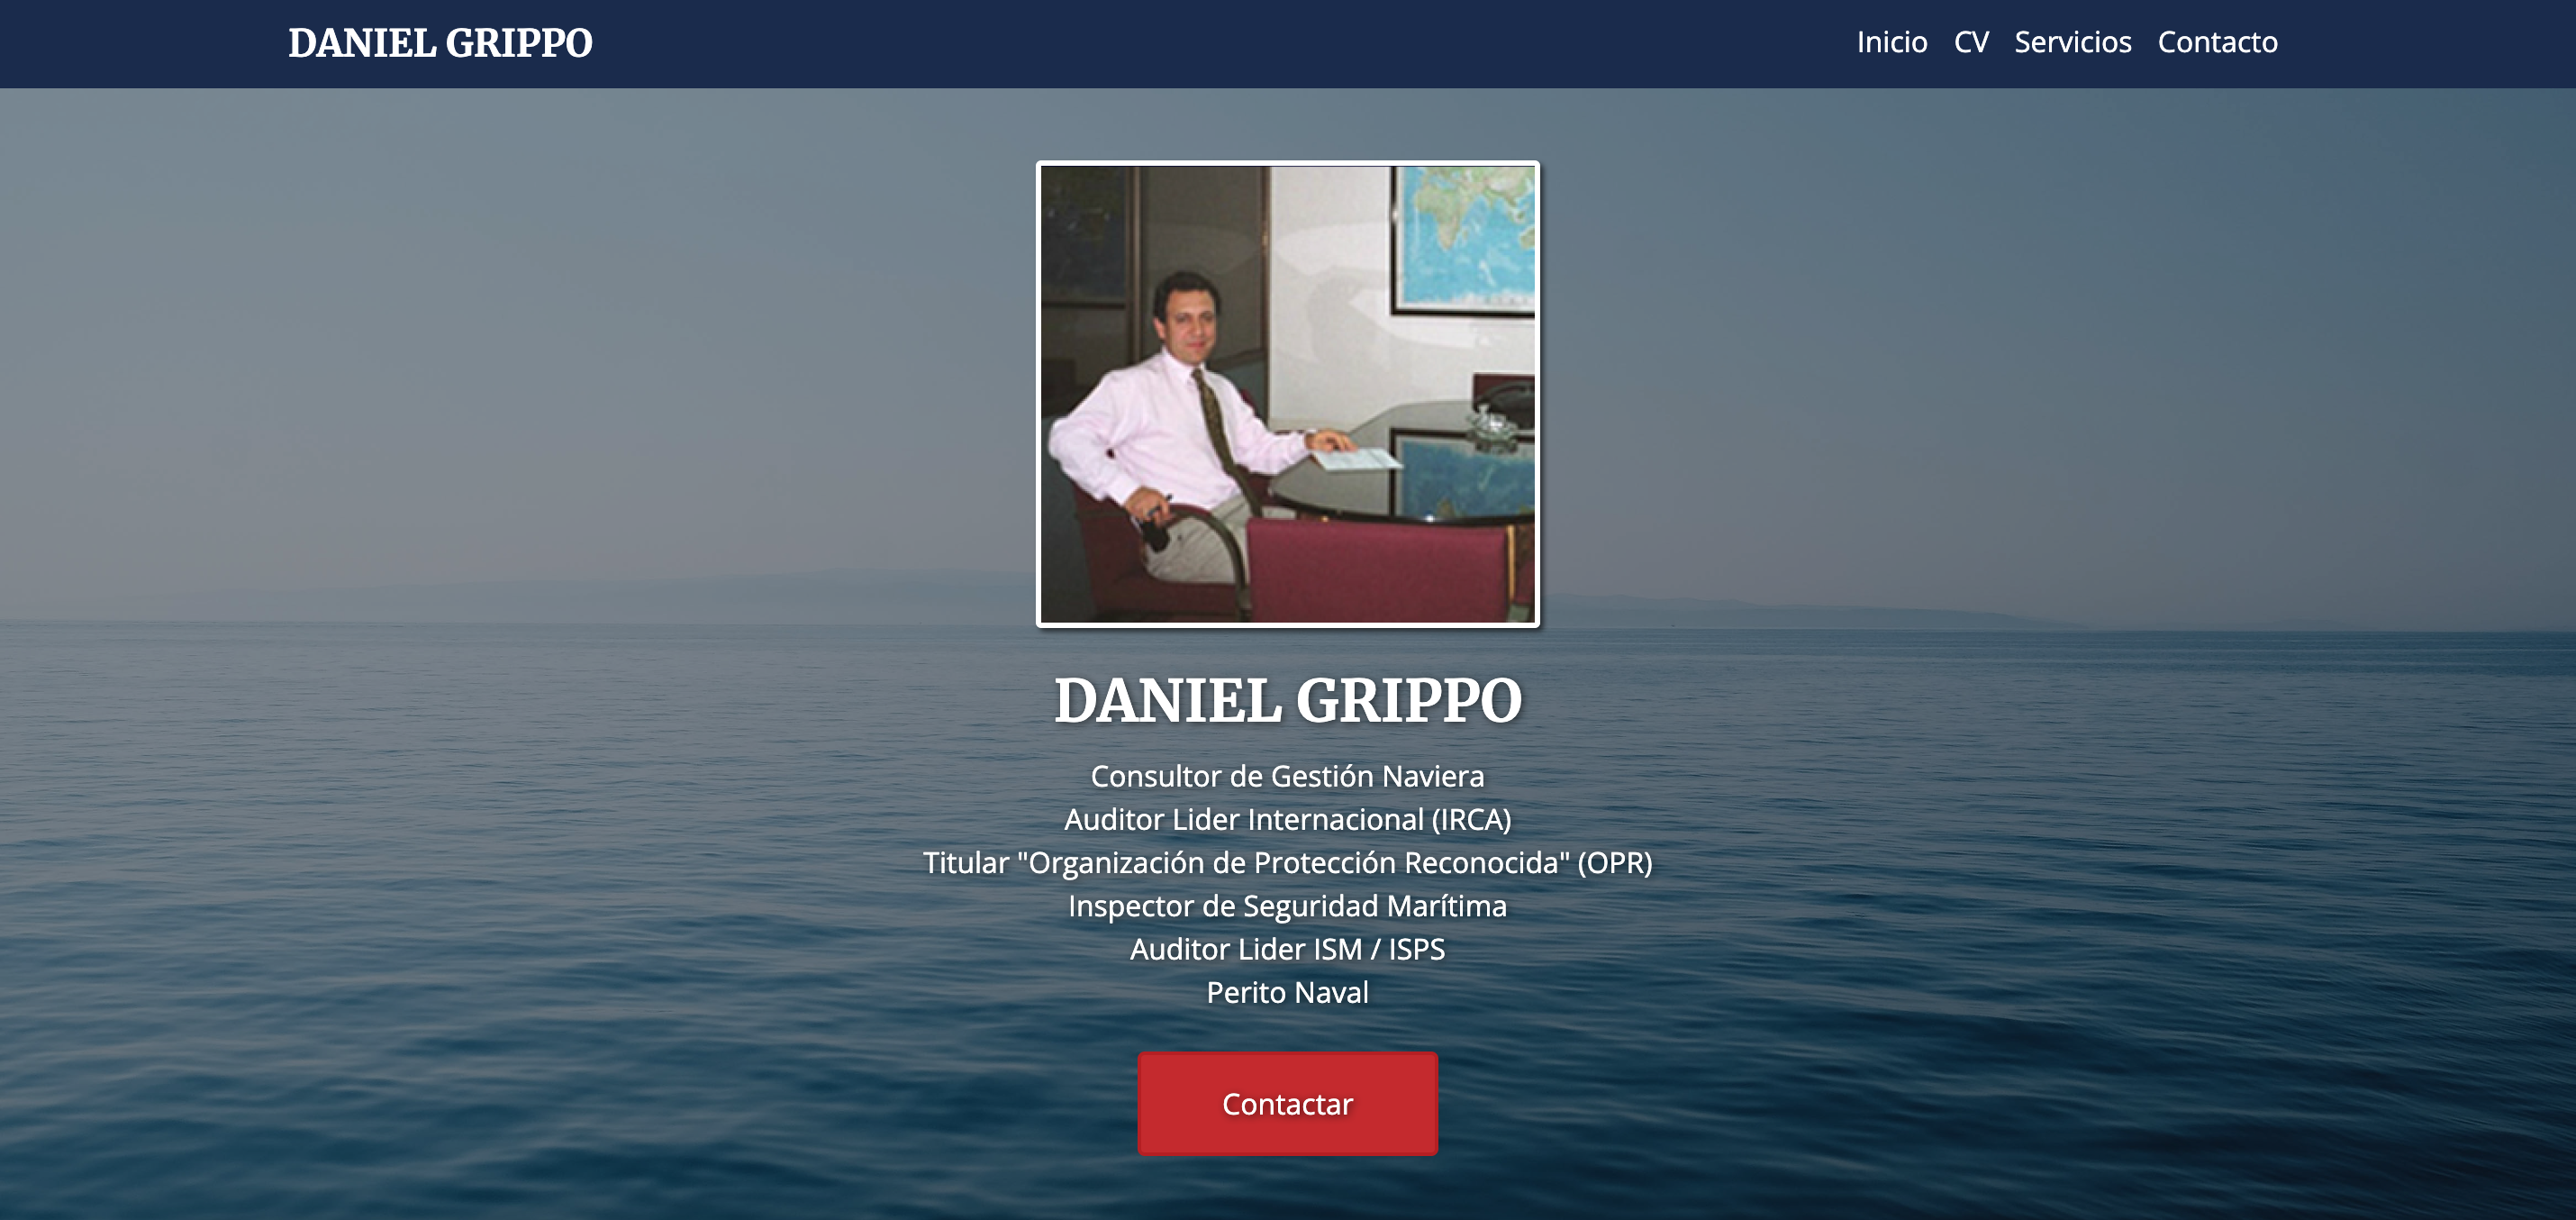 DANIEL GRIPPO
Inicio CV Servicios Contacto
DANIEL GRIPPO
Consultor de Gestión Naviera
Auditor Lider Internacional (IRCA)
Titular "Organización de Protección Reconocida" (OPR)
Inspector de Seguridad Marítima
Auditor Lider ISM / ISPS
Perito Naval
Contactar